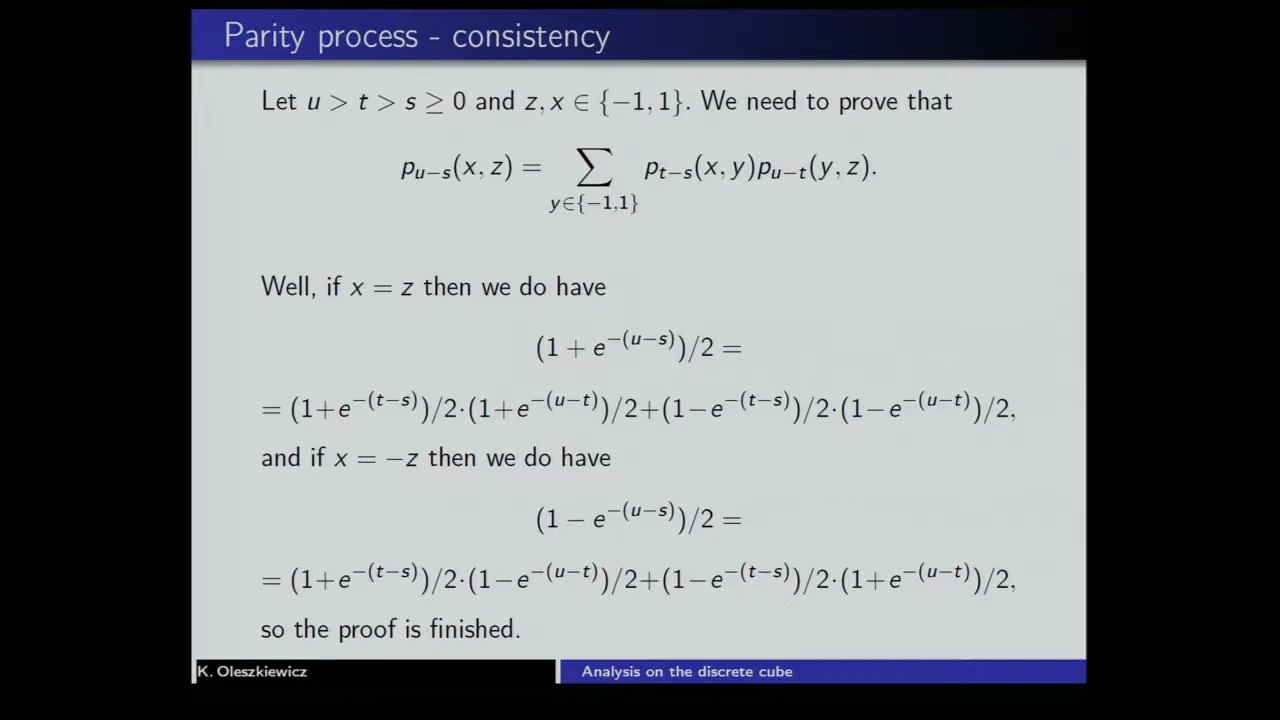 Parity process - consistency
Let u > t > s ≥ 0 and z, x ∈ {−1, 1}. We need to prove that
p_{u−s}(x, z) = ∑_{y∈{−1,1}} p_{t−s}(x, y)p_{u−t}(y, z).
Well, if x = z then we do have
(1 + e^{−(u−s)})/2 =
= (1+e^{−(t−s)})/2·(1+e^{−(u−t)})/2+(1−e^{−(t−s)})/2·(1−e^{−(u−t)})/2,
and if x = −z then we do have
(1 − e^{−(u−s)})/2 =
= (1+e^{−(t−s)})/2·(1−e^{−(u−t)})/2+(1−e^{−(t−s)})/2·(1+e^{−(u−t)})/2,
so the proof is finished.
K. Oleszkiewicz
Analysis on the discrete cube